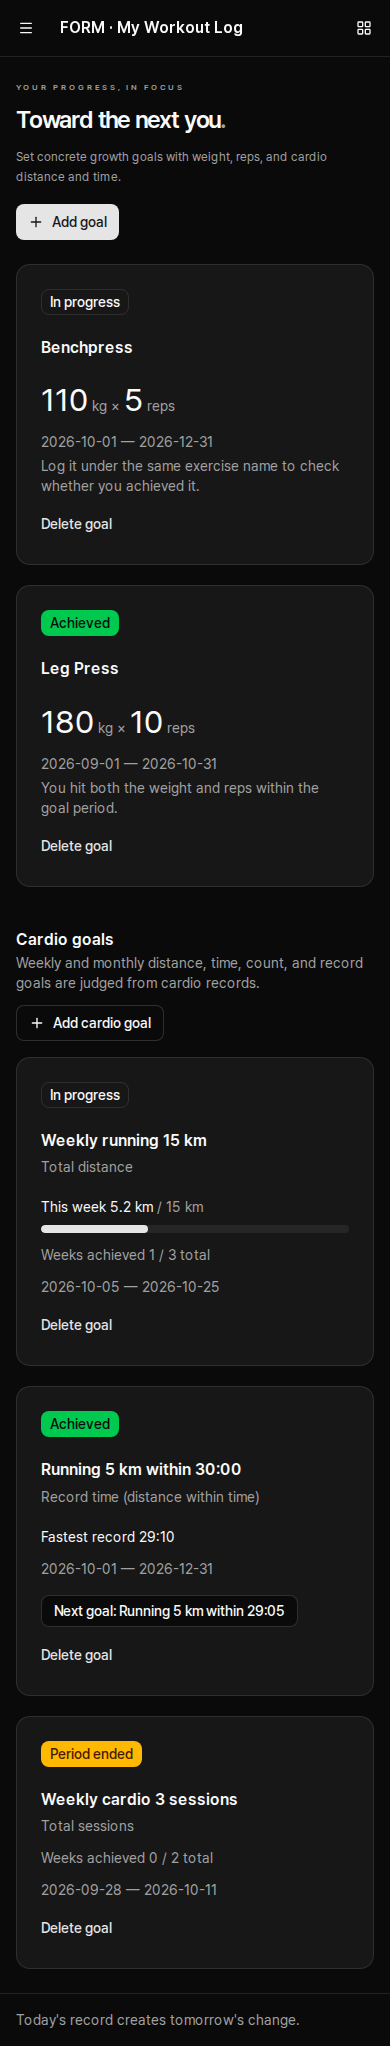 FORM · My Workout Log
YOUR PROGRESS, IN FOCUS
Toward the next you.
Set concrete growth goals with weight, reps, and cardio
distance and time.
Add goal
In progress
Benchpress
110 kg × 5 reps
2026-10-01 — 2026-12-31
Log it under the same exercise name to check
whether you achieved it.
Delete goal
Achieved
Leg Press
180 kg × 10 reps
2026-09-01 — 2026-10-31
You hit both the weight and reps within the
goal period.
Delete goal
Cardio goals
Weekly and monthly distance, time, count, and record
goals are judged from cardio records.
Add cardio goal
In progress
Weekly running 15 km
Total distance
This week 5.2 km / 15 km
Weeks achieved 1 / 3 total
2026-10-05 — 2026-10-25
Delete goal
Achieved
Running 5 km within 30:00
Record time (distance within time)
Fastest record 29:10
2026-10-01 — 2026-12-31
Next goal: Running 5 km within 29:05
Delete goal
Period ended
Weekly cardio 3 sessions
Total sessions
Weeks achieved 0 / 2 total
2026-09-28 — 2026-10-11
Delete goal
Today's record creates tomorrow's change.